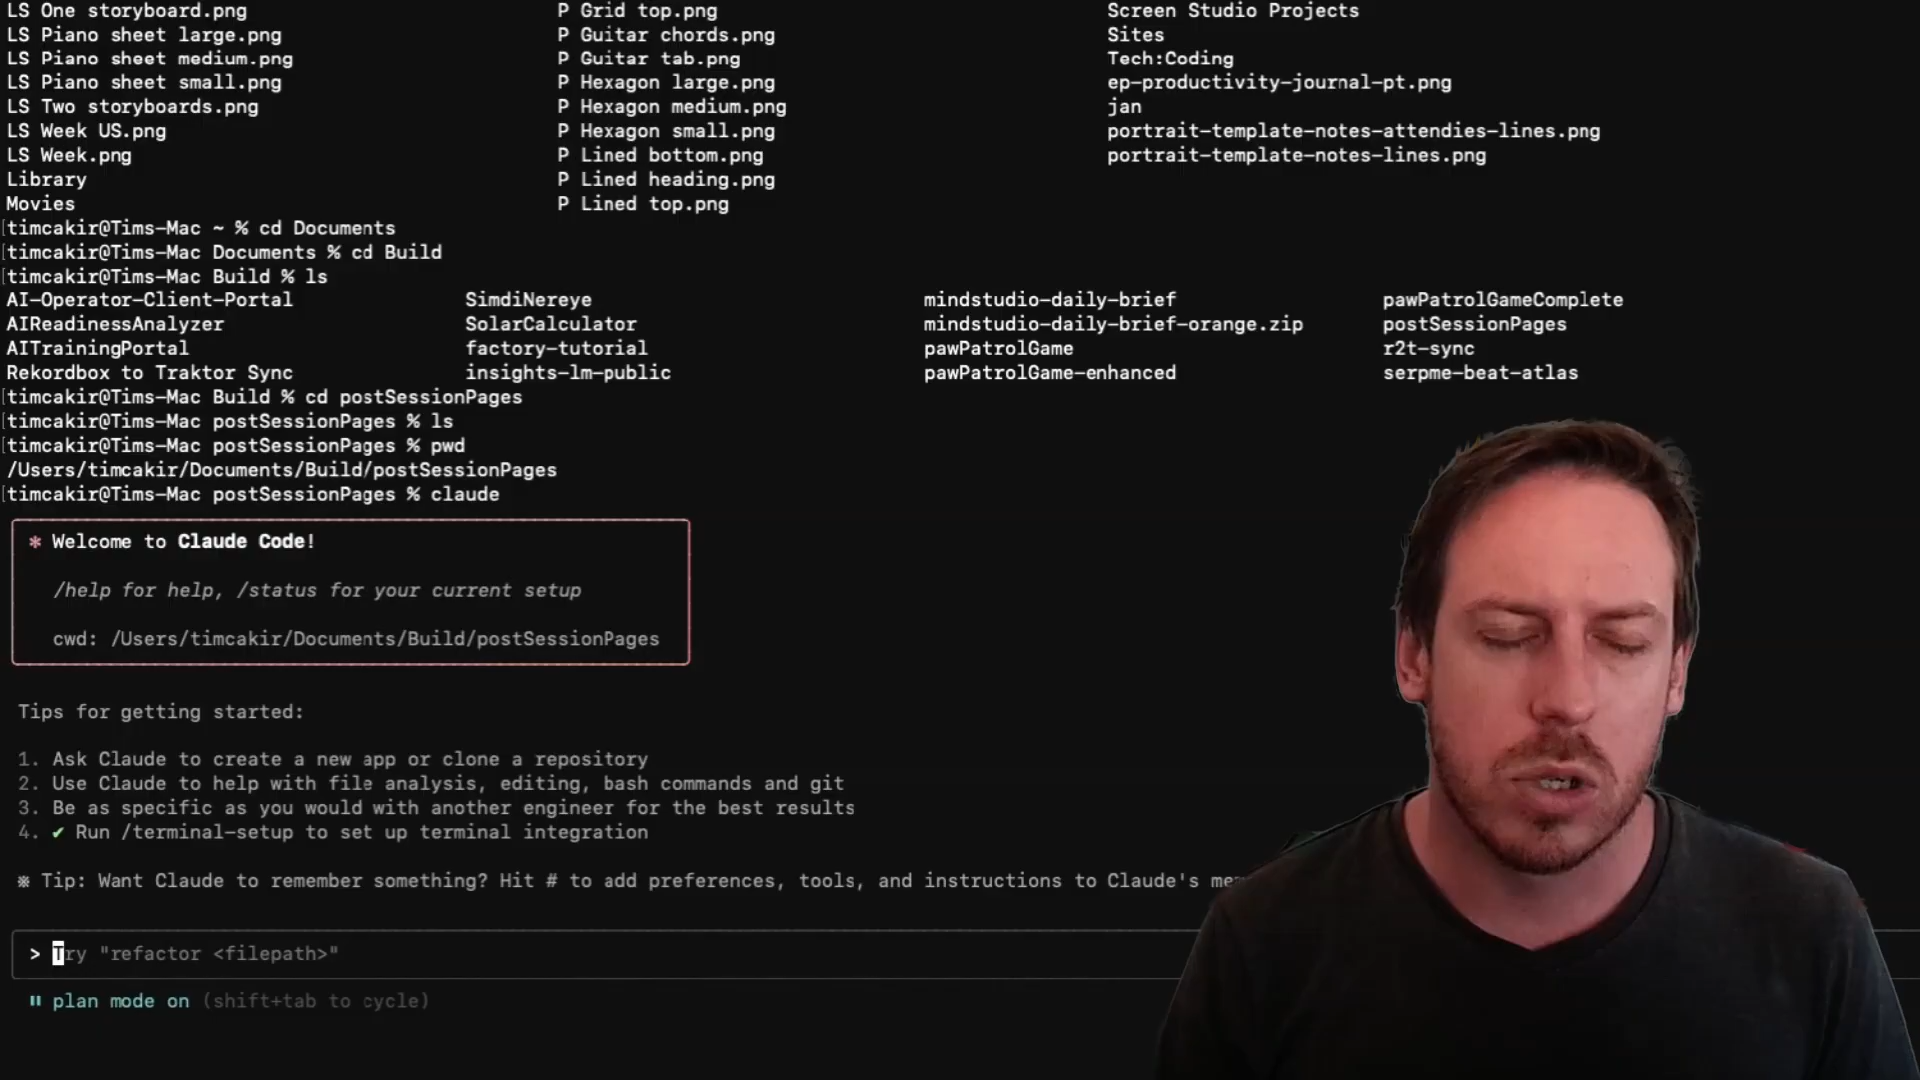 LS One storyboard.png P Grid top.png Screen Studio Projects
LS Piano sheet large.png P Guitar chords.png Sites
LS Piano sheet medium.png P Guitar tab.png Tech:Coding
LS Piano sheet small.png P Hexagon large.png ep-productivity-journal-pt.png
LS Two storyboards.png P Hexagon medium.png jan
LS Week US.png P Hexagon small.png portrait-template-notes-attendies-lines.png
LS Week.png P Lined bottom.png portrait-template-notes-lines.png
Library P Lined heading.png
Movies P Lined top.png
[timcakir@Tims-Mac ~ % cd Documents
[timcakir@Tims-Mac Documents % cd Build
[timcakir@Tims-Mac Build % ls
AI-Operator-Client-Portal SimdiNereye mindstudio-daily-brief pawPatrolGameComplete
AIReadinessAnalyzer SolarCalculator mindstudio-daily-brief-orange.zip postSessionPages
AITrainingPortal factory-tutorial pawPatrolGame r2t-sync
Rekordbox to Traktor Sync insights-lm-public pawPatrolGame-enhanced serpme-beat-atlas
[timcakir@Tims-Mac Build % cd postSessionPages
[timcakir@Tims-Mac postSessionPages % ls
[timcakir@Tims-Mac postSessionPages % pwd
/Users/timcakir/Documents/Build/postSessionPages
[timcakir@Tims-Mac postSessionPages % claude
* Welcome to Claude Code!
/help for help, /status for your current setup
cwd: /Users/timcakir/Documents/Build/postSessionPages
Tips for getting started:
1. Ask Claude to create a new app or clone a repository
2. Use Claude to help with file analysis, editing, bash commands and git
3. Be as specific as you would with another engineer for the best results
4. ✔ Run /terminal-setup to set up terminal integration
※ Tip: Want Claude to remember something? Hit # to add preferences, tools, and instructions to Claude's
> Try "refactor <filepath>"
⏸ plan mode on (shift+tab to cycle)